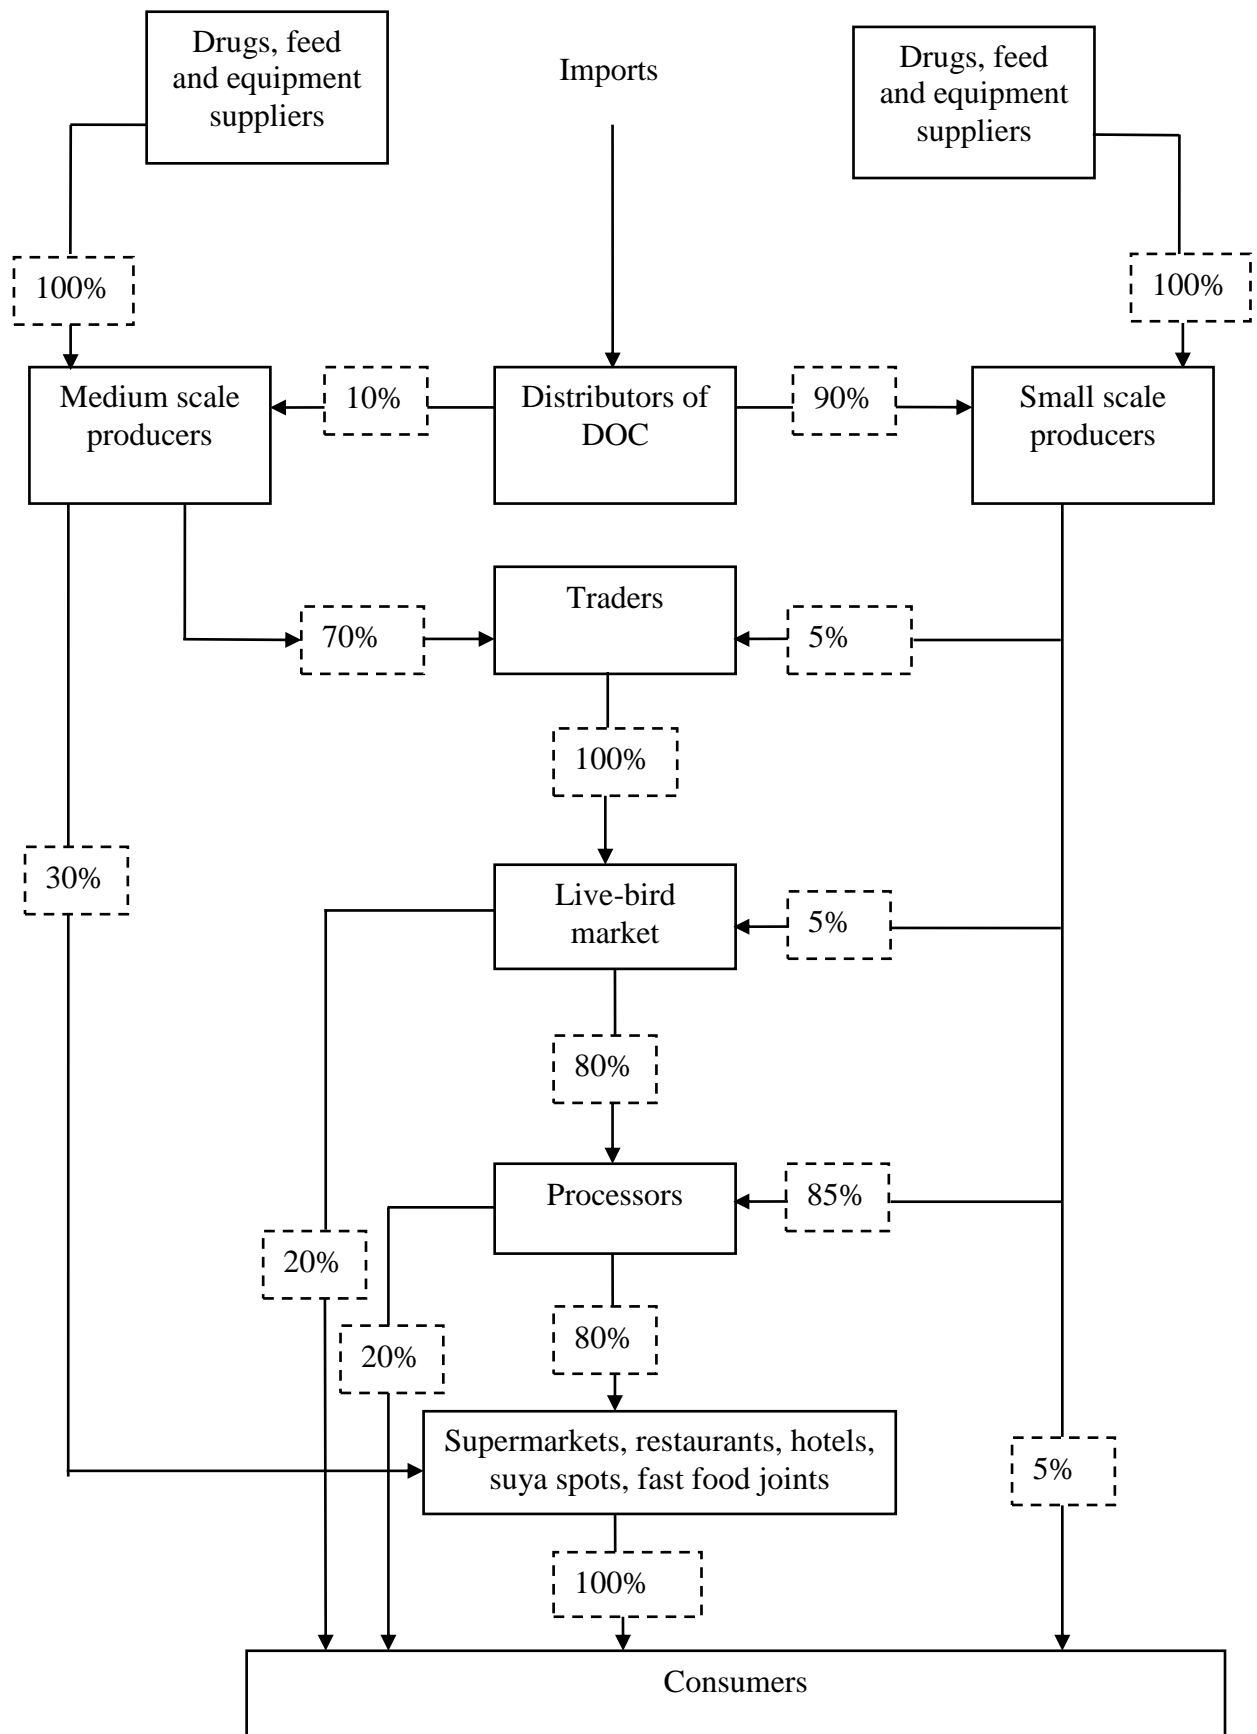 Drugs, feed
and equipment
suppliers
Imports
Drugs, feed
and equipment
suppliers
100%
100%
Medium scale
producers
10%
Distributors of
DOC
90%
Small scale
producers
Traders
70%
5%
100%
30%
Live-bird
market
5%
80%
Processors
85%
20%
80%
20%
Supermarkets, restaurants, hotels,
suya spots, fast food joints
5%
100%
Consumers